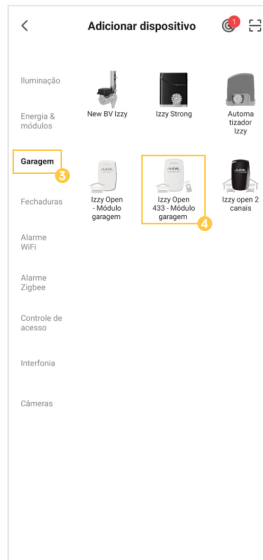 Adicionar dispositivo
1
Iluminação
Energia &
módulos
Garagem
3
Fechaduras
Alarme
WiFi
Alarme
Zigbee
Controle de
acesso
Interfonia
Câmeras
New BV Izzy
Izzy Strong
Automa
tizador
Izzy
Izzy Open
- Módulo
garagem
Izzy Open
433 - Módulo
garagem
4
Izzy open 2
canais